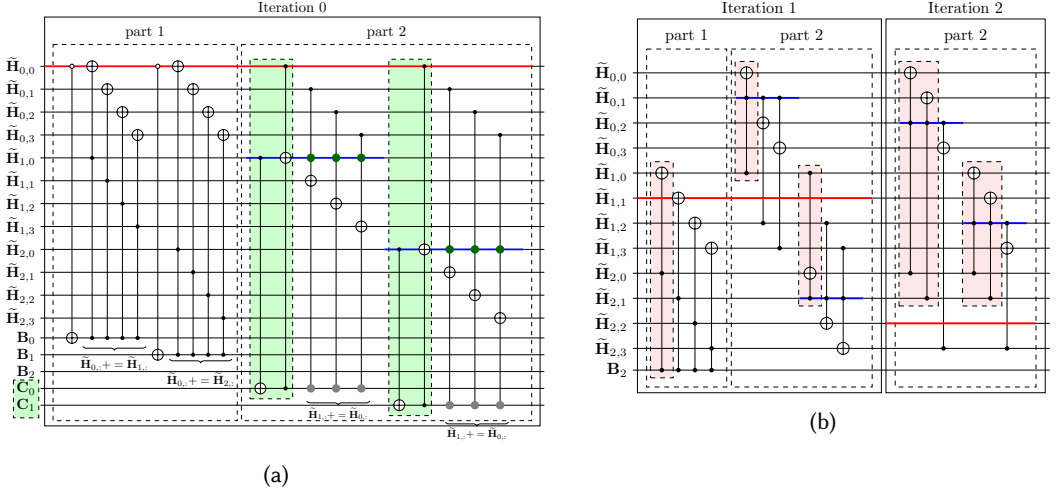 Iteration 0
part 1
part 2
H̃0,0
H̃0,1
H̃0,2
H̃0,3
H̃1,0
H̃1,1
H̃1,2
H̃1,3
H̃2,0
H̃2,1
H̃2,2
H̃2,3
B0
B1
B2
C0
C1
H̃0,:+ = H̃1,:
H̃0,:+ = H̃2,:
H̃1,:+ = H̃0,:
H̃1,:+ = H̃0,:
(a)
Iteration 1
Iteration 2
part 1
part 2
part 2
H̃0,0
H̃0,1
H̃0,2
H̃0,3
H̃1,0
H̃1,1
H̃1,2
H̃1,3
H̃2,0
H̃2,1
H̃2,2
H̃2,3
B2
(b)